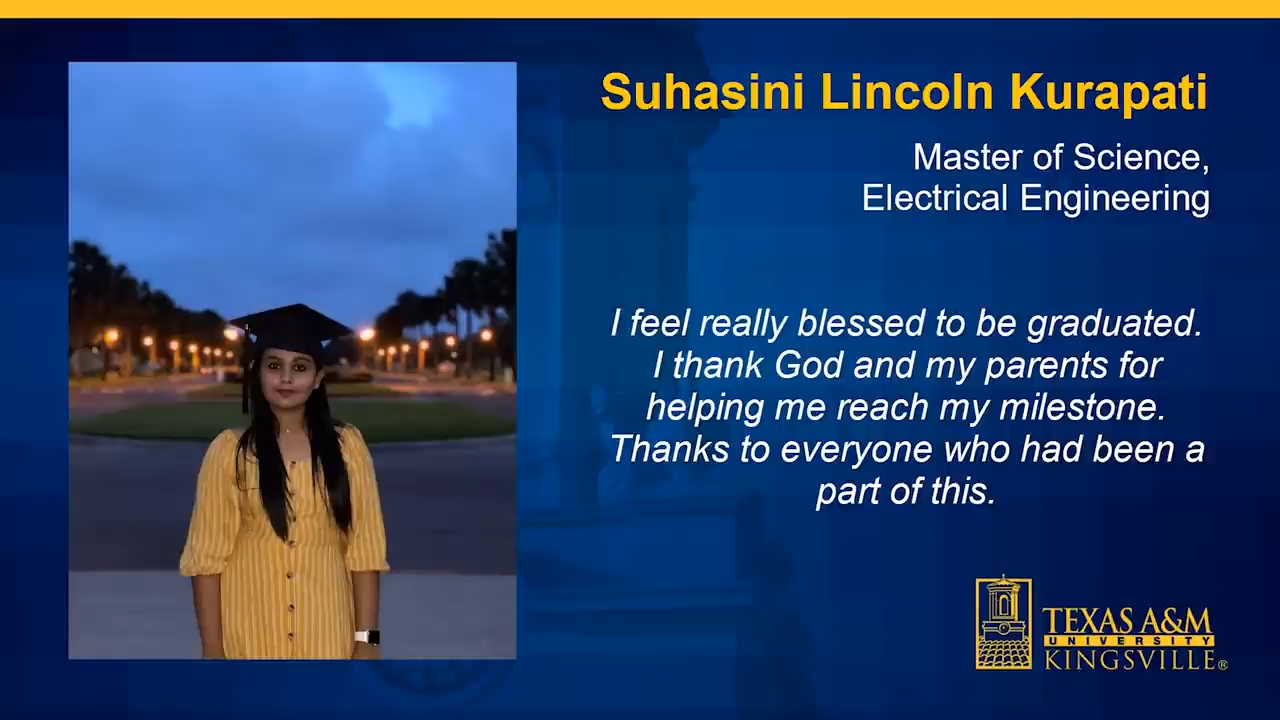 Suhasini Lincoln Kurapati
Master of Science,
Electrical Engineering
I feel really blessed to be graduated.
I thank God and my parents for
helping me reach my milestone.
Thanks to everyone who had been a
part of this.
TEXAS A&M
UNIVERSITY
KINGSVILLE®